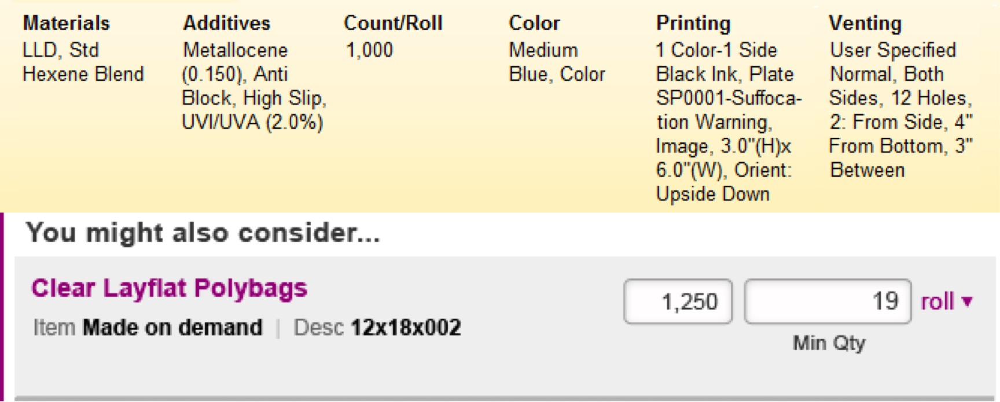 Materials
LLD, Std
Hexene Blend
Additives
Metallocene
(0.150), Anti
Block, High Slip,
UVI/UVA (2.0%)
Count/Roll
1,000
Color
Medium
Blue, Color
Printing
1 Color-1 Side
Black Ink, Plate
SP0001-Suffoca-
tion Warning,
Image, 3.0"(H)x
6.0"(W), Orient:
Upside Down
Venting
User Specified
Normal, Both
Sides, 12 Holes,
2: From Side, 4"
From Bottom, 3"
Between
You might also consider...
Clear Layflat Polybags
1,250 19 roll ▼
Item Made on demand | Desc 12x18x002
Min Qty